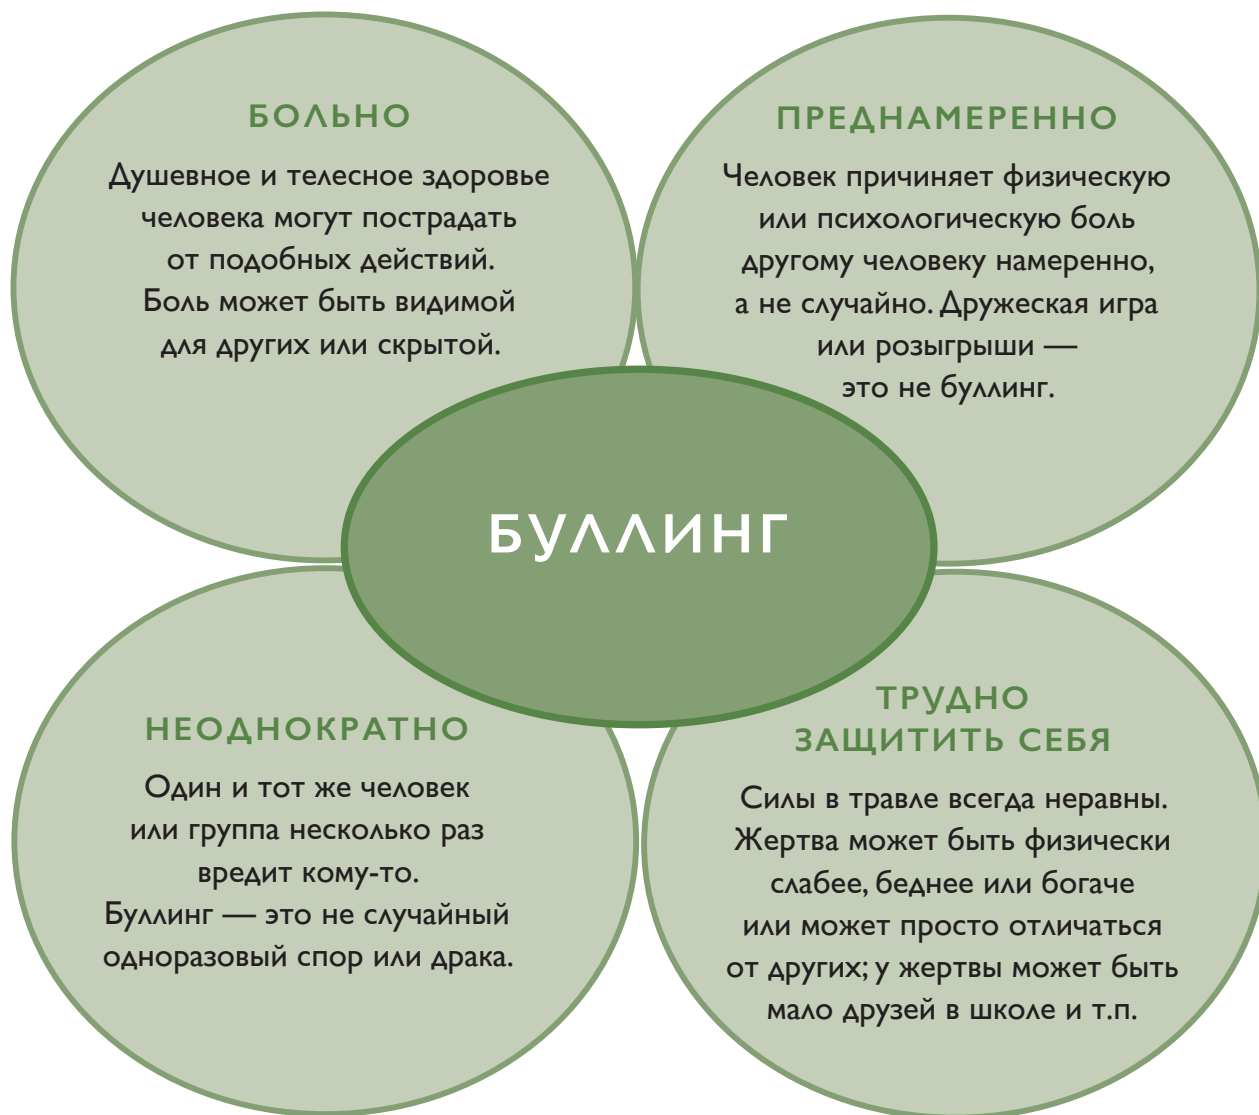 БОЛЬНО
Душевное и телесное здоровье
человека могут пострадать
от подобных действий.
Боль может быть видимой
для других или скрытой.
ПРЕДНАМЕРЕННО
Человек причиняет физическую
или психологическую боль
другому человеку намеренно,
а не случайно. Дружеская игра
или розыгрыши —
это не буллинг.
БУЛЛИНГ
НЕОДНОКРАТНО
Один и тот же человек
или группа несколько раз
вредит кому-то.
Буллинг — это не случайный
одноразовый спор или драка.
ТРУДНО
ЗАЩИТИТЬ СЕБЯ
Силы в травле всегда неравны.
Жертва может быть физически
слабее, беднее или богаче
или может просто отличаться
от других; у жертвы может быть
мало друзей в школе и т.п.